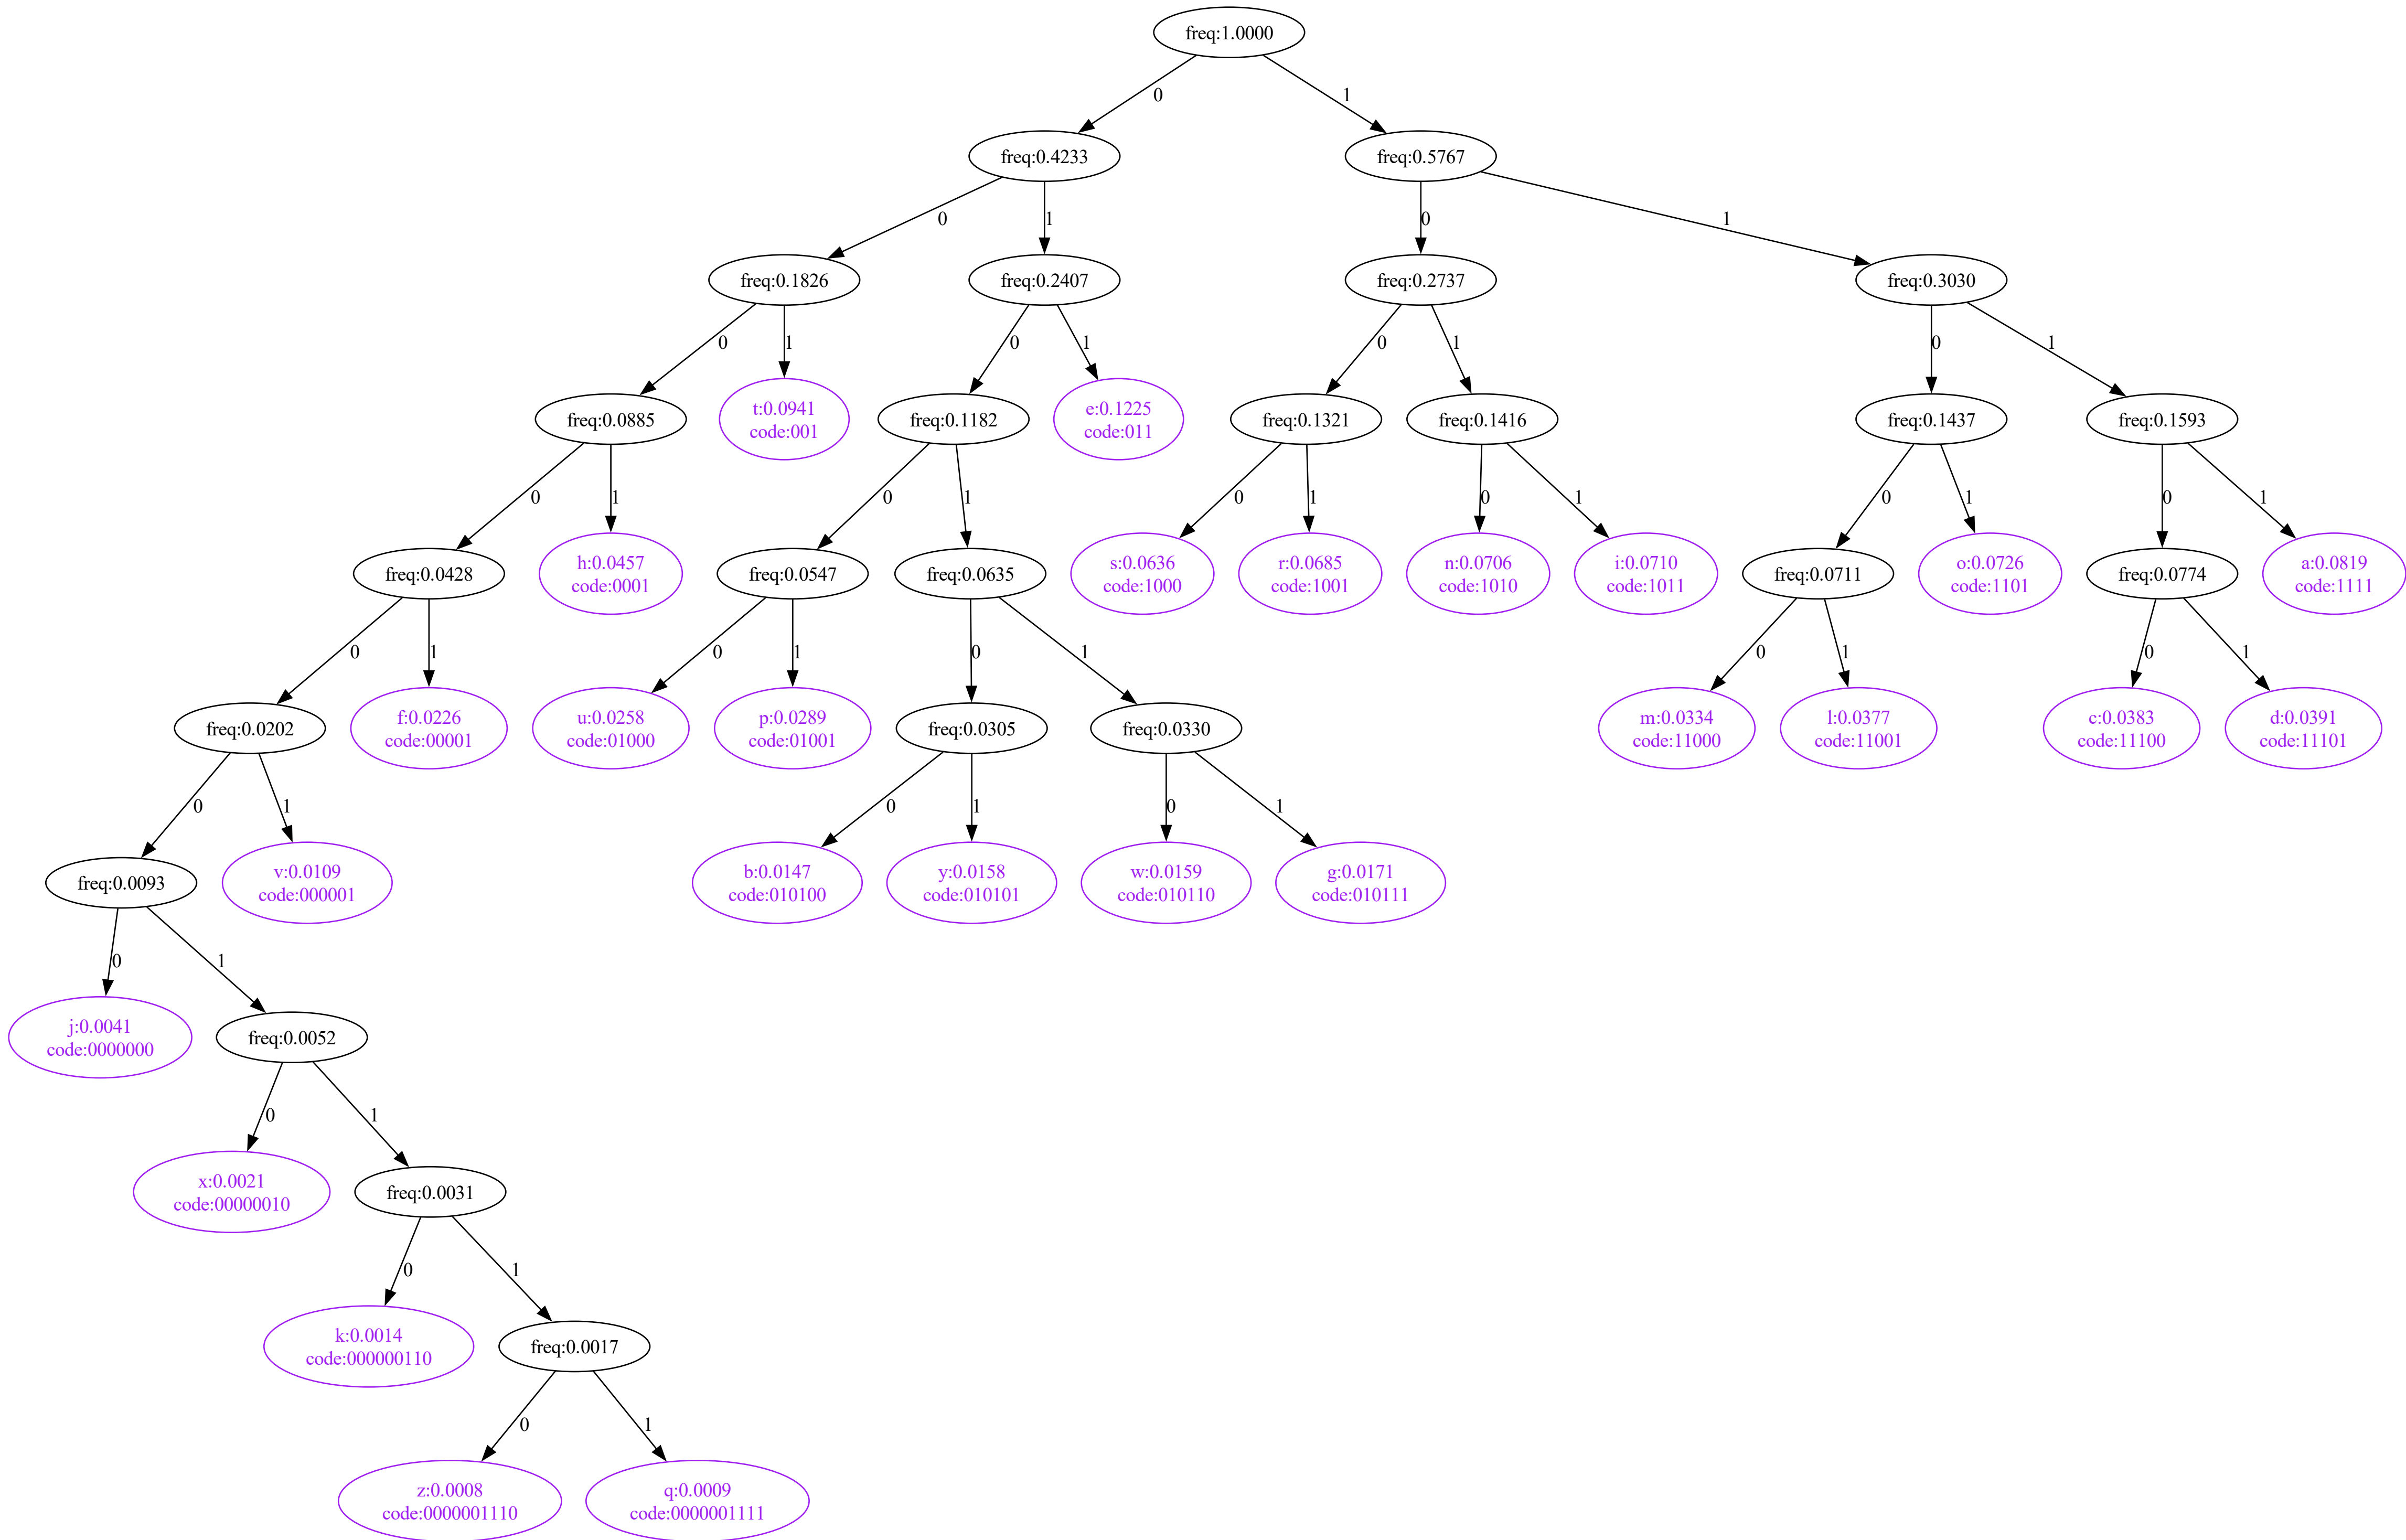 freq:1.0000
0
1
freq:0.4233
freq:0.5767
0
1
0
1
freq:0.1826
freq:0.2407
freq:0.2737
freq:0.3030
0
1
0
1
0
1
0
1
freq:0.0885
t:0.0941
code:001
freq:0.1182
e:0.1225
code:011
freq:0.1321
freq:0.1416
freq:0.1437
freq:0.1593
0
1
0
1
0
1
0
1
0
1
0
1
freq:0.0428
h:0.0457
code:0001
freq:0.0547
freq:0.0635
s:0.0636
code:1000
r:0.0685
code:1001
n:0.0706
code:1010
i:0.0710
code:1011
freq:0.0711
o:0.0726
code:1101
freq:0.0774
a:0.0819
code:1111
0
1
0
1
0
1
0
1
0
1
freq:0.0202
f:0.0226
code:00001
u:0.0258
code:01000
p:0.0289
code:01001
freq:0.0305
freq:0.0330
m:0.0334
code:11000
l:0.0377
code:11001
c:0.0383
code:11100
d:0.0391
code:11101
0
1
0
1
0
1
freq:0.0093
v:0.0109
code:000001
b:0.0147
code:010100
y:0.0158
code:010101
w:0.0159
code:010110
g:0.0171
code:010111
0
1
j:0.0041
code:0000000
freq:0.0052
0
1
x:0.0021
code:00000010
freq:0.0031
0
1
k:0.0014
code:000000110
freq:0.0017
0
1
z:0.0008
code:0000001110
q:0.0009
code:0000001111